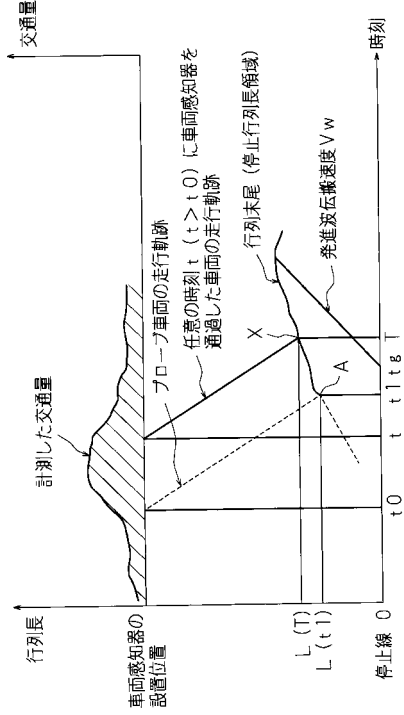 交通量
計測した交通量
プローブ車両の走行軌跡
任意の時刻t(t>t0)に車両感知器を
通過した車両の走行軌跡
行列末尾(停止行列長領域)
発進波伝搬速度Vw
X
A
時刻
行列長
車両感知器の
設置位置
L(T)
L(t1)
停止線 0
t0
t
t1
tg
T